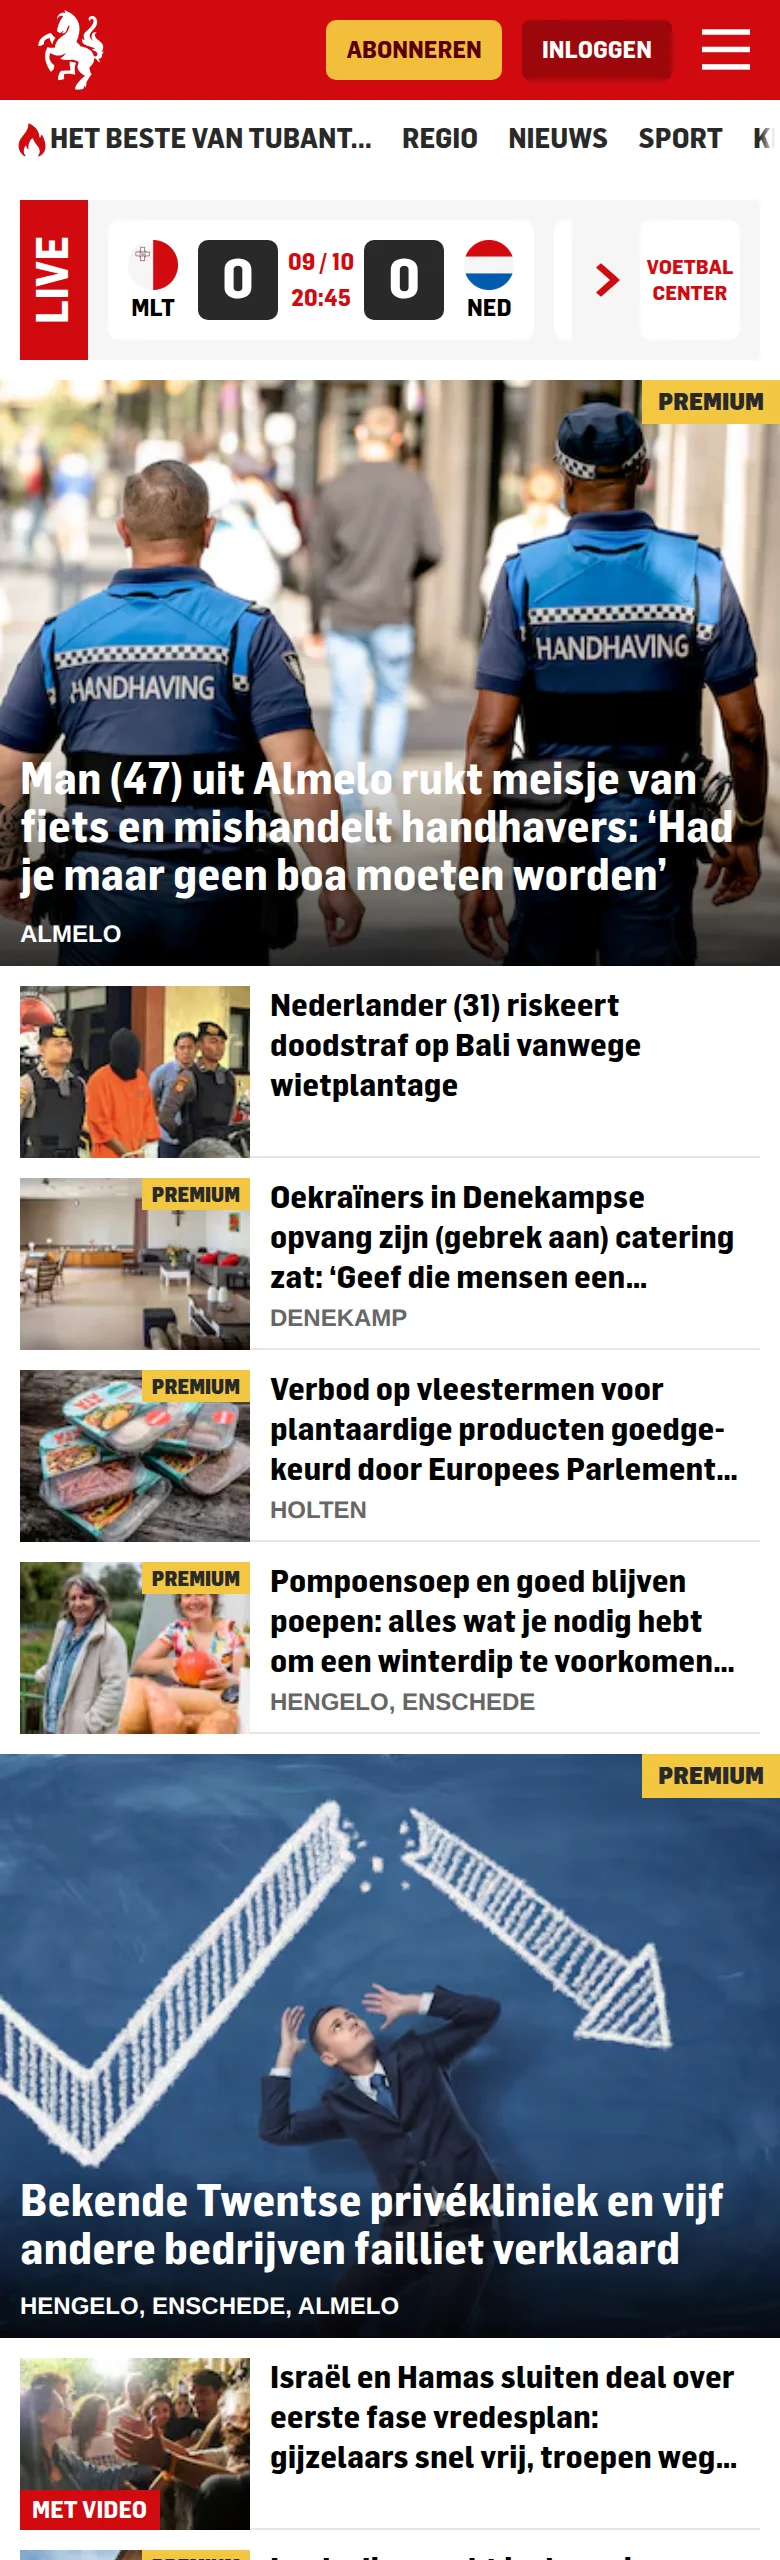 ABONNEREN
INLOGGEN
HET BESTE VAN TUBANT... REGIO NIEUWS SPORT
LIVE
MLT
0
09 / 10
20:45
0
NED
VOETBAL
CENTER
PREMIUM
HANDHAVING
HANDHAVING
Man (47) uit Almelo rukt meisje van
fiets en mishandelt handhavers: ‘Had
je maar geen boa moeten worden’
ALMELO
Nederlander (31) riskeert
doodstraf op Bali vanwege
wietplantage
PREMIUM
Oekraïners in Denekampse
opvang zijn (gebrek aan) catering
zat: ‘Geef die mensen een...
DENEKAMP
PREMIUM
Verbod op vleestermen voor
plantaardige producten goedge-
keurd door Europees Parlement...
HOLTEN
PREMIUM
Pompoensoep en goed blijven
poepen: alles wat je nodig hebt
om een winterdip te voorkomen...
HENGELO, ENSCHEDE
PREMIUM
Bekende Twentse privékliniek en vijf
andere bedrijven failliet verklaard
HENGELO, ENSCHEDE, ALMELO
MET VIDEO
Israël en Hamas sluiten deal over
eerste fase vredesplan:
gijzelaars snel vrij, troepen weg...